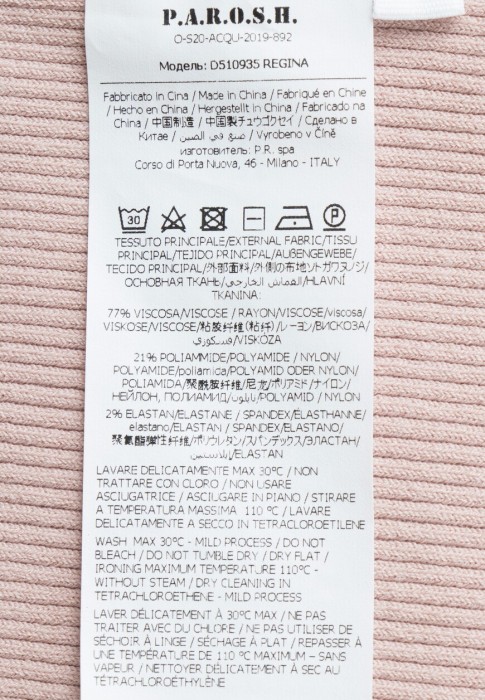 P.A.R.O.S.H.
O-S20-ACQU-2019-892
Модель: D510935 REGINA
Fabbricato in Cina / Made in China / Fabriqué en Chine
/ Hecho en China / Hergestellt in China / Fabricado na
China / 中国制造 / 中国製チュウゴクセイ / Сделано в
Китае / صنع في الصين / Vyrobeno v Číně
изготовитель: P.R. spa
Corso di Porta Nuova, 46 - Milano - ITALY
30 P
TESSUTO PRINCIPALE/EXTERNAL FABRIC/TISSU
PRINCIPAL/TEJIDO PRINCIPAL/AUßENGEWEBE/
TECIDO PRINCIPAL/外部面料/外側の布地ソトガワヌノジ/
ОСНОВНАЯ ТКАНЬ/القماش الخارجي/HLAVNÍ
TKANINA:
77% VISCOSA/VISCOSE / RAYON/VISCOSE/viscosa/
VISKOSE/VISCOSE/粘胶纤维(粘纤)/レーヨン/ВИСКОЗА/
فسكوزي/VISKÓZA
21% POLIAMMIDE/POLYAMIDE / NYLON/
POLYAMIDE/poliamida/POLYAMID ODER NYLON/
POLIAMIDA/聚酰胺纤维/尼龙/ポリアミド/ナイロン/
НЕЙЛОН, ПОЛИАМИД/نايلون/POLYAMID / NYLON
2% ELASTAN/ELASTANE / SPANDEX/ÉLASTHANNE/
elastano/ELASTAN / SPANDEX/ELASTANO/
聚氨酯弹性纤维/ポリウレタン/スパンデックス/ЭЛАСТАН/
إيلاستين/ELASTAN
LAVARE DELICATAMENTE MAX 30°C / NON
TRATTARE CON CLORO / NON USARE
ASCIUGATRICE / ASCIUGARE IN PIANO / STIRARE
A TEMPERATURA MASSIMA 110 °C / LAVARE
DELICATAMENTE A SECCO IN TETRACLOROETILENE
WASH MAX 30°C - MILD PROCESS / DO NOT
BLEACH / DO NOT TUMBLE DRY / DRY FLAT /
IRONING MAXIMUM TEMPERATURE 110°C -
WITHOUT STEAM / DRY CLEANING IN
TETRACHLOROETHENE - MILD PROCESS
LAVER DÉLICATEMENT À 30°C MAX / NE PAS
TRAITER AVEC DU CHLORE / NE PAS UTILISER DE
SÉCHOIR À LINGE / SÉCHAGE À PLAT / REPASSER À
UNE TEMPÉRATURE DE 110 °C MAXIMUM – SANS
VAPEUR / NETTOYER DÉLICATEMENT À SEC AU
TÉTRACHLOROÉTHYLÈNE